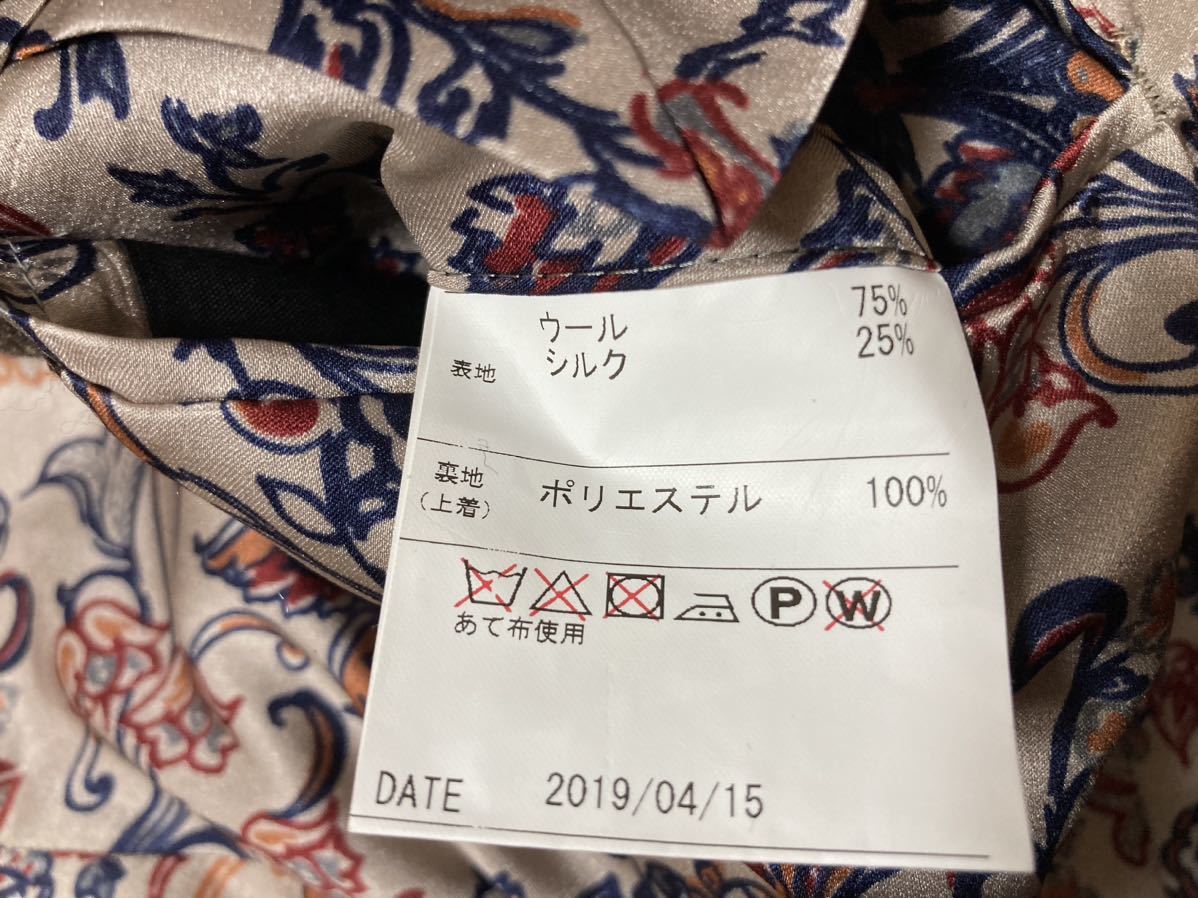 ウール 75%
シルク 25%
表地
裏地
(上着)
ポリエステル 100%
P W
あて布使用
DATE 2019/04/15